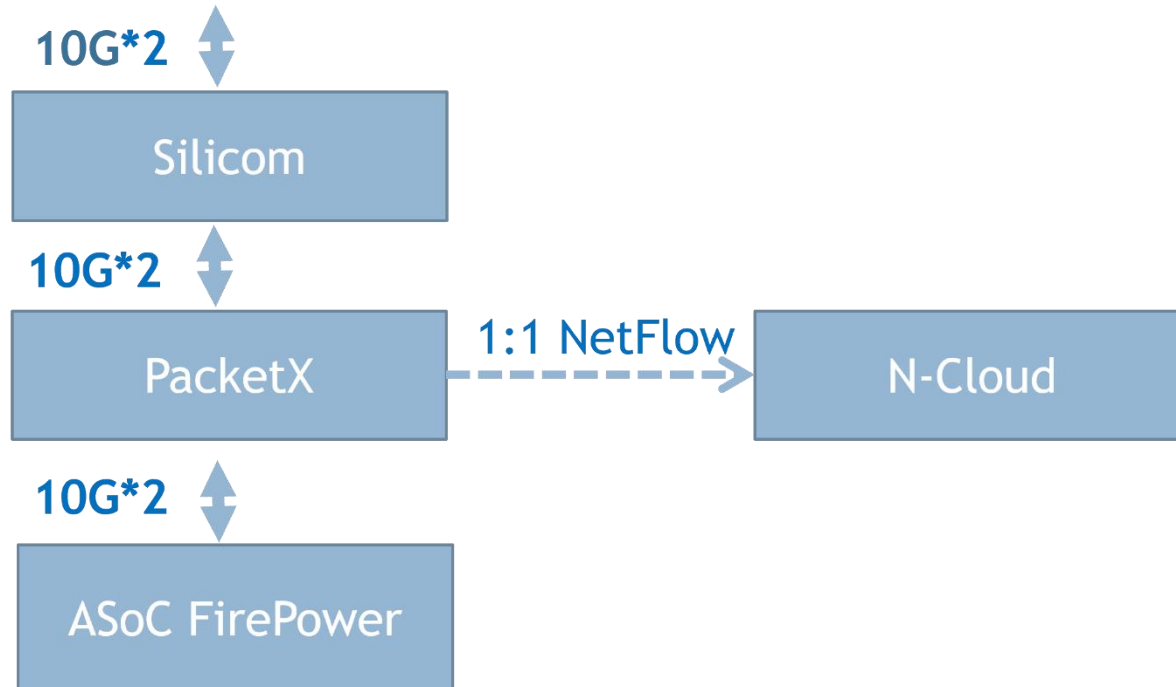 10G*2
Silicom
10G*2
PacketX
1:1 NetFlow
N-Cloud
10G*2
ASoC FirePower